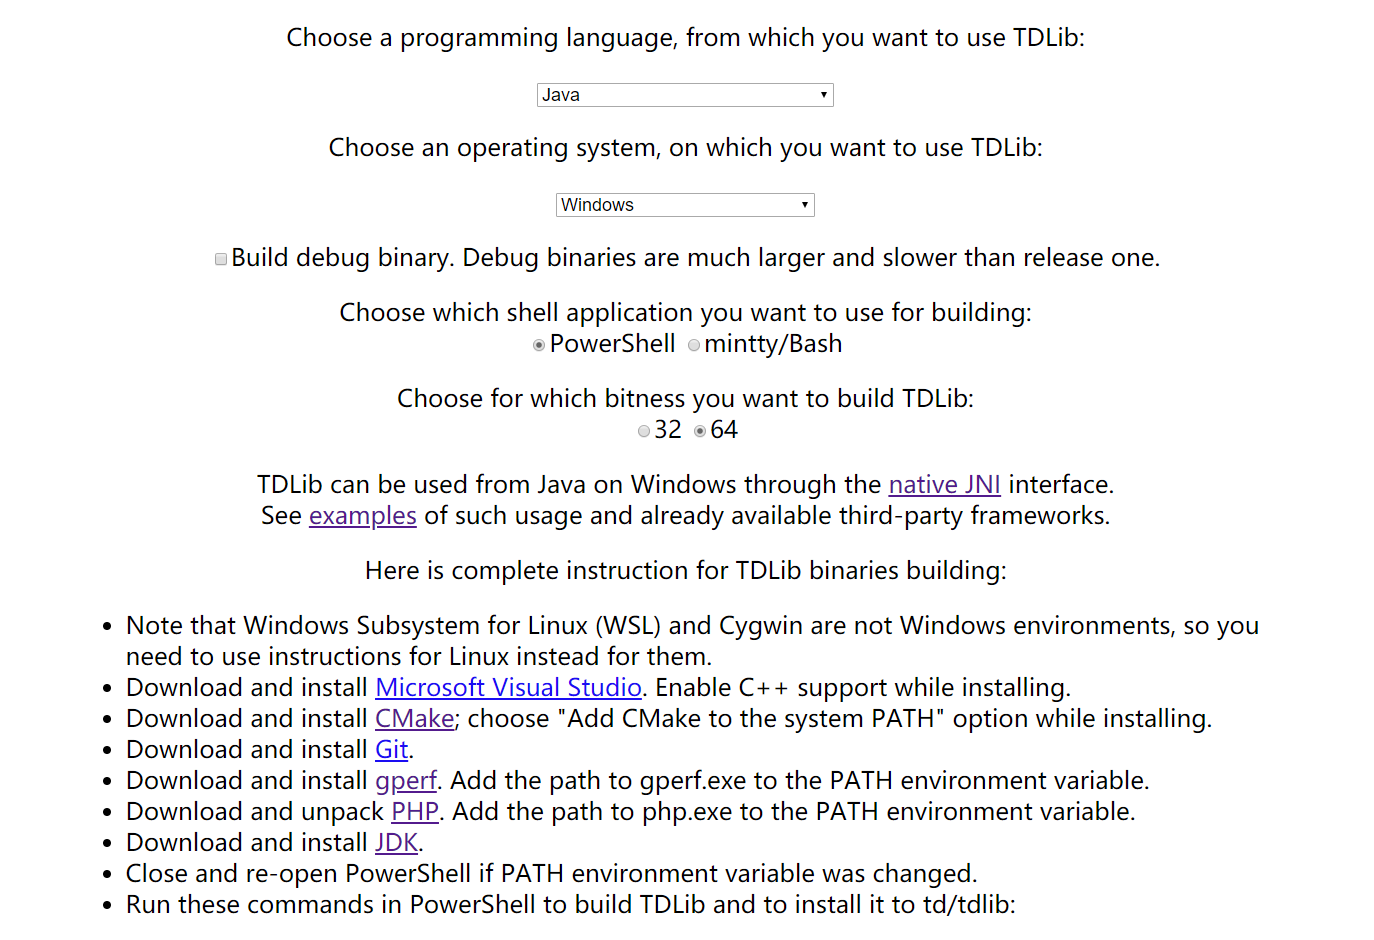 Choose a programming language, from which you want to use TDLib:
Java
Choose an operating system, on which you want to use TDLib:
Windows
Build debug binary. Debug binaries are much larger and slower than release one.
Choose which shell application you want to use for building:
PowerShell mintty/Bash
Choose for which bitness you want to build TDLib:
32 64
TDLib can be used from Java on Windows through the native JNI interface.
See examples of such usage and already available third-party frameworks.
Here is complete instruction for TDLib binaries building:
• Note that Windows Subsystem for Linux (WSL) and Cygwin are not Windows environments, so you
need to use instructions for Linux instead for them.
• Download and install Microsoft Visual Studio. Enable C++ support while installing.
• Download and install CMake; choose "Add CMake to the system PATH" option while installing.
• Download and install Git.
• Download and install gperf. Add the path to gperf.exe to the PATH environment variable.
• Download and unpack PHP. Add the path to php.exe to the PATH environment variable.
• Download and install JDK.
• Close and re-open PowerShell if PATH environment variable was changed.
• Run these commands in PowerShell to build TDLib and to install it to td/tdlib: